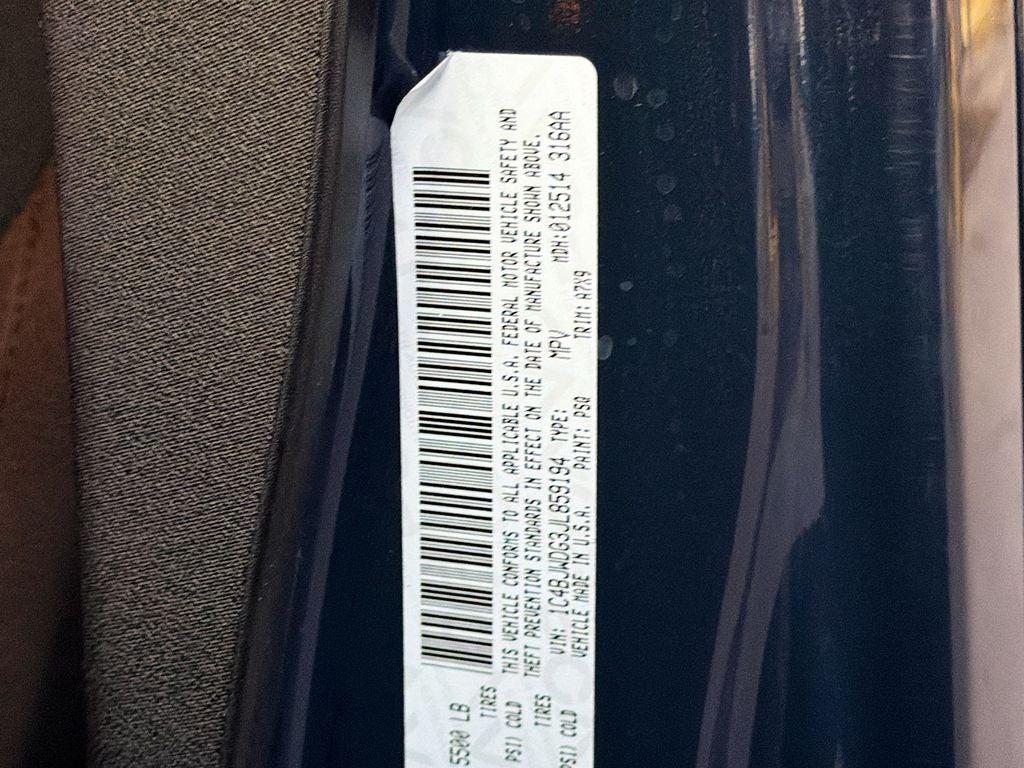 5500 LB
TIRES
PSI) COLD
TIRES
PSI) COLD
THIS VEHICLE CONFORMS TO ALL APPLICABLE U.S.A. FEDERAL MOTOR VEHICLE SAFETY AND
THEFT PREVENTION STANDARDS IN EFFECT ON THE DATE OF MANUFACTURE SHOWN ABOVE.
VIN: 1C4BJWDG3JL859194 TYPE: MPV MDH:012514 316AA
VEHICLE MADE IN U.S.A. PAINT: PSQ TRIM: A7X9